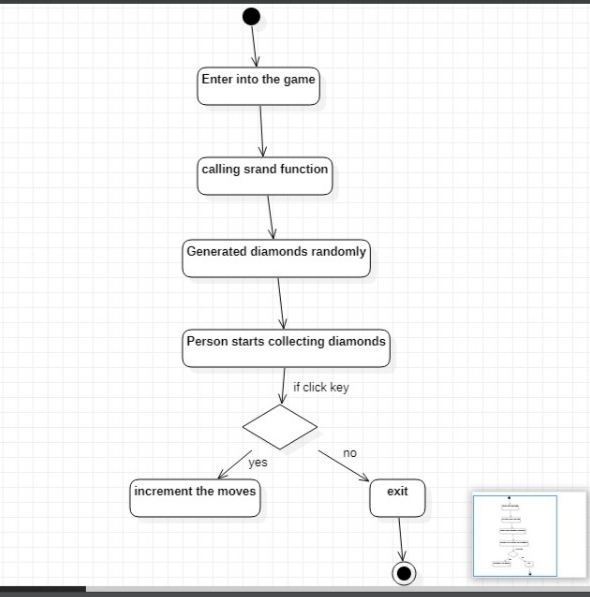 Enter into the game
calling srand function
Generated diamonds randomly
Person starts collecting diamonds
if click key
yes
no
increment the moves
exit